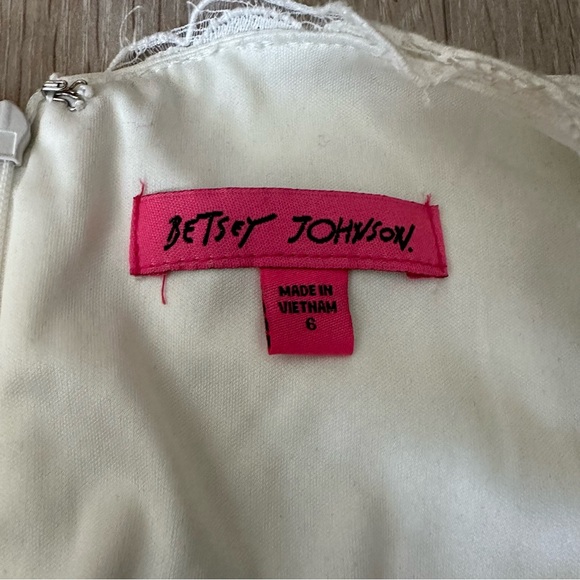 BETSEY JOHNSON.
MADE IN
VIETNAM
6